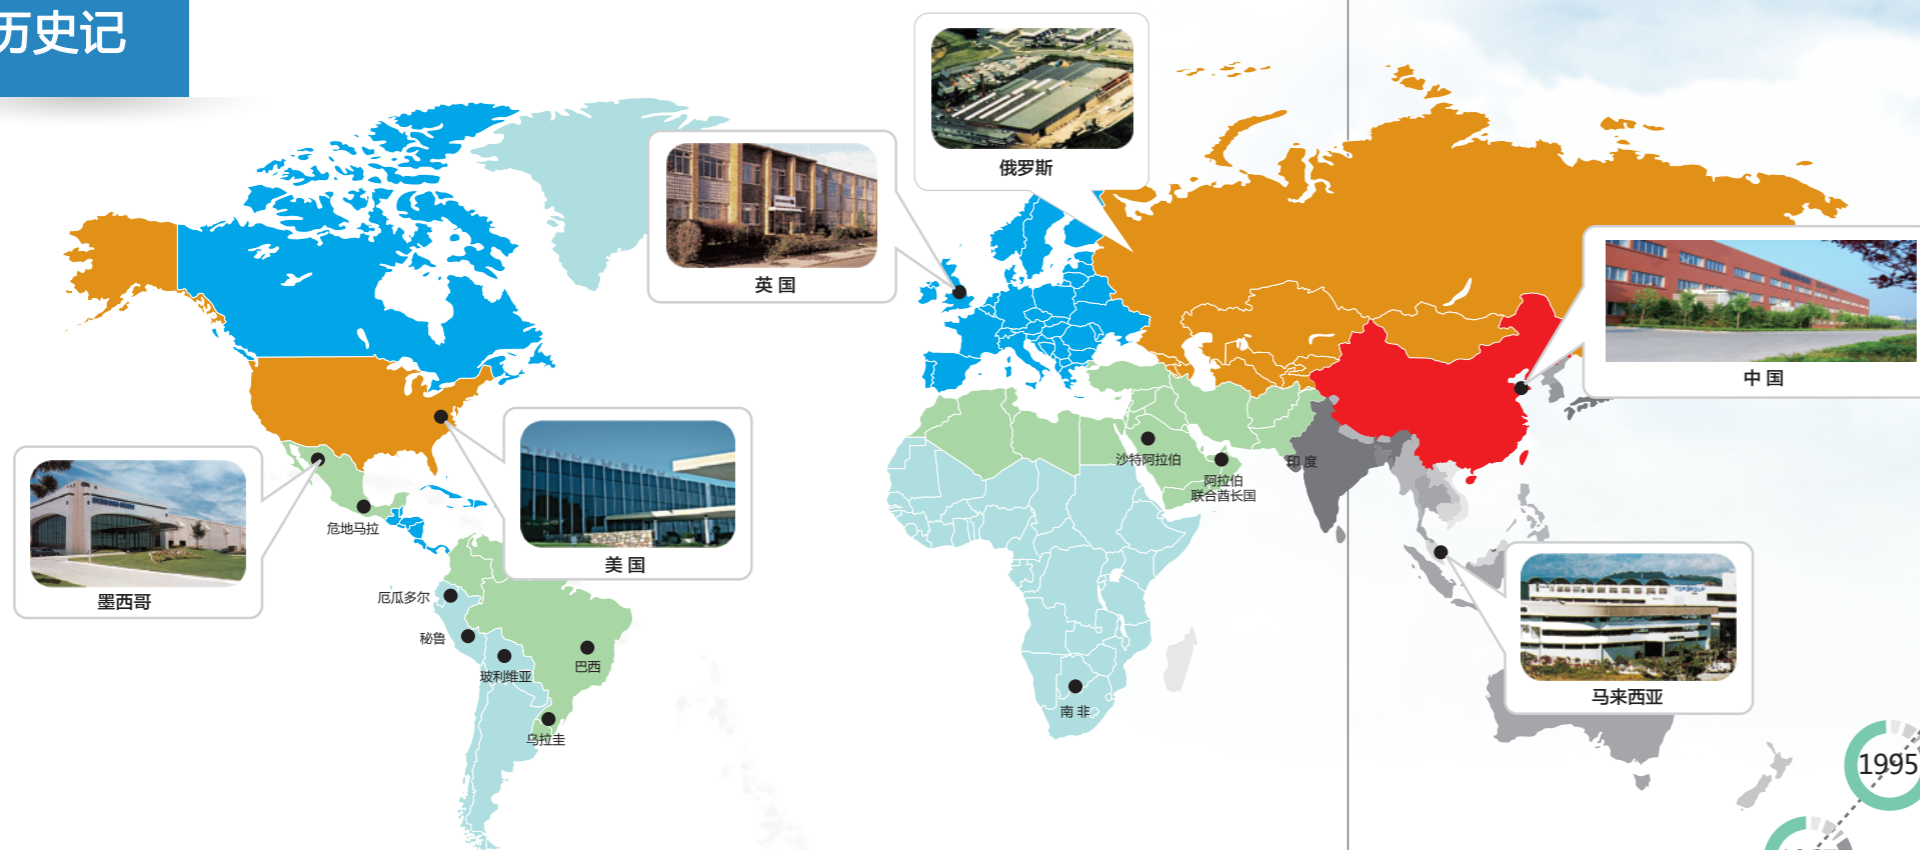 历史记
俄罗斯
英 国
中 国
美 国
墨西哥
危地马拉
沙特阿拉伯
阿拉伯
联合酋长国
印 度
厄瓜多尔
秘鲁
玻利维亚
巴西
乌拉圭
南 非
马来西亚
1995